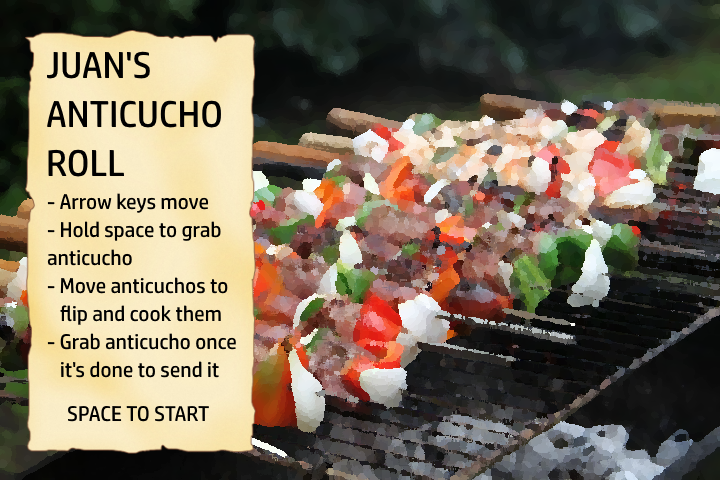 JUAN'S
ANTICUCHO
ROLL
- Arrow keys move
- Hold space to grab
anticucho
- Move anticuchos to
flip and cook them
- Grab anticucho once
it's done to send it
SPACE TO START